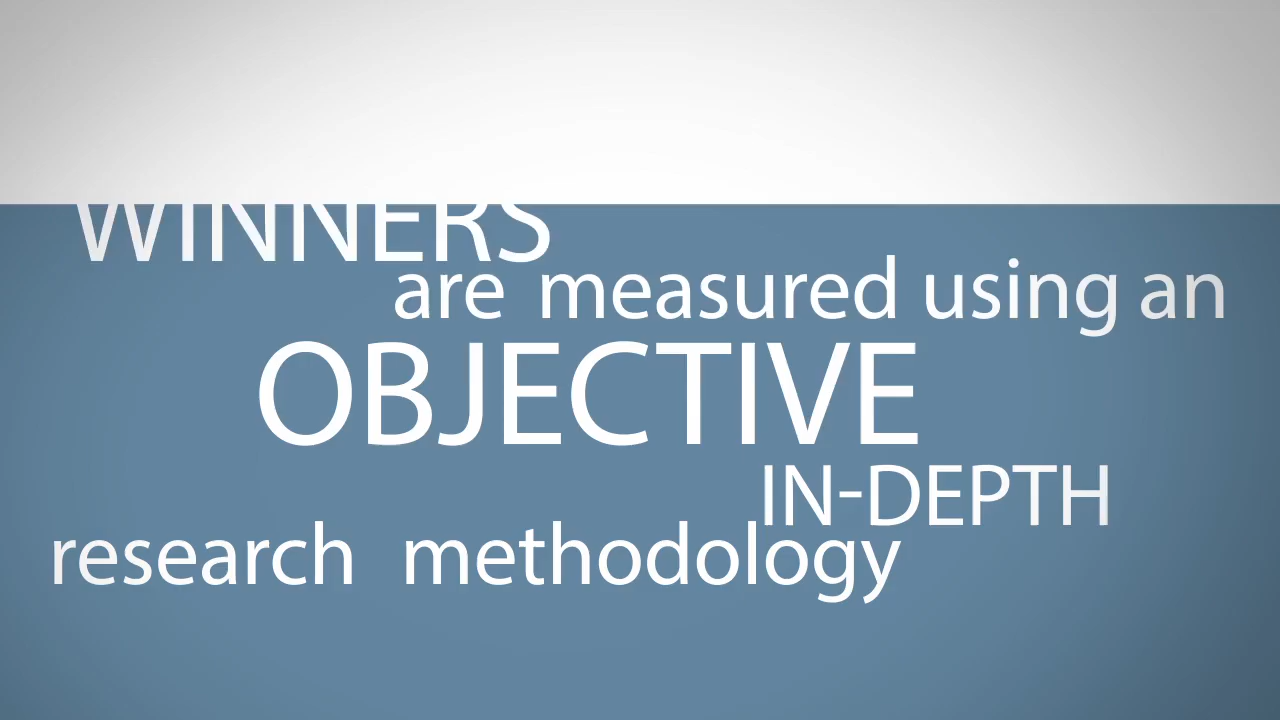 WINNERS
are measured using an
OBJECTIVE
IN-DEPTH
research methodology